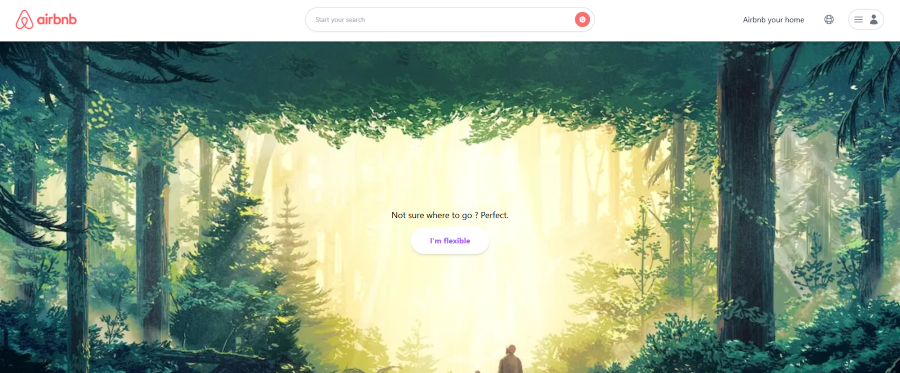 airbnb
Start your search
Airbnb your home
Not sure where to go ? Perfect.
I'm flexible